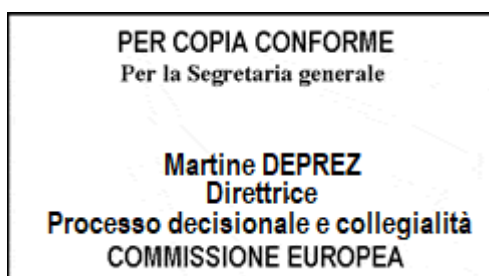 PER COPIA CONFORME
Per la Segretaria generale
Martine DEPREZ
Direttrice
Processo decisionale e collegialità
COMMISSIONE EUROPEA